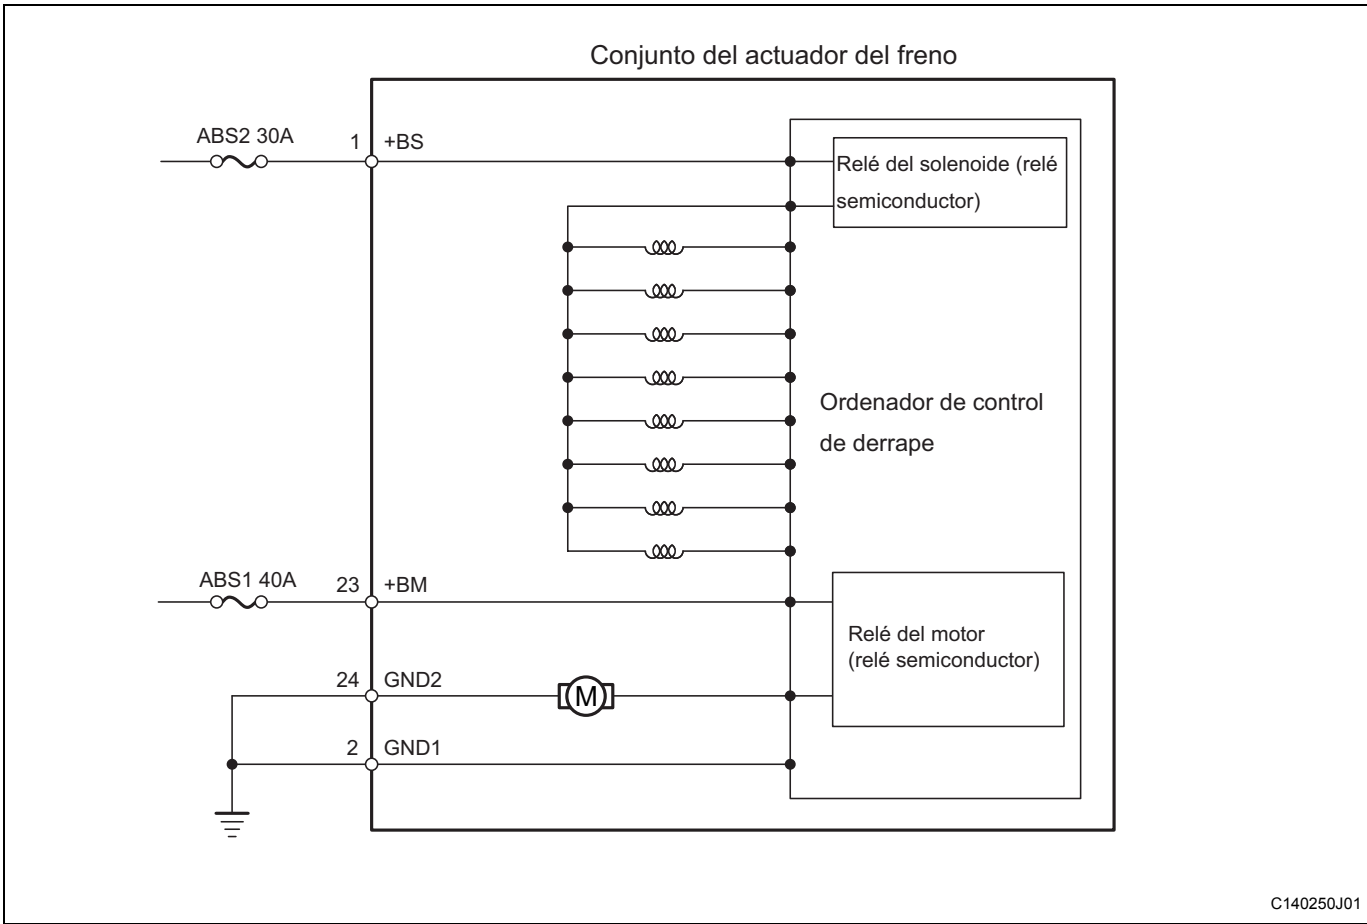 Conjunto del actuador del freno
ABS2 30A
1
+BS
Relé del solenoide (relé
semiconductor)
Ordenador de control
de derrape
ABS1 40A
23
+BM
Relé del motor
(relé semiconductor)
24
GND2
M
2
GND1
C140250J01